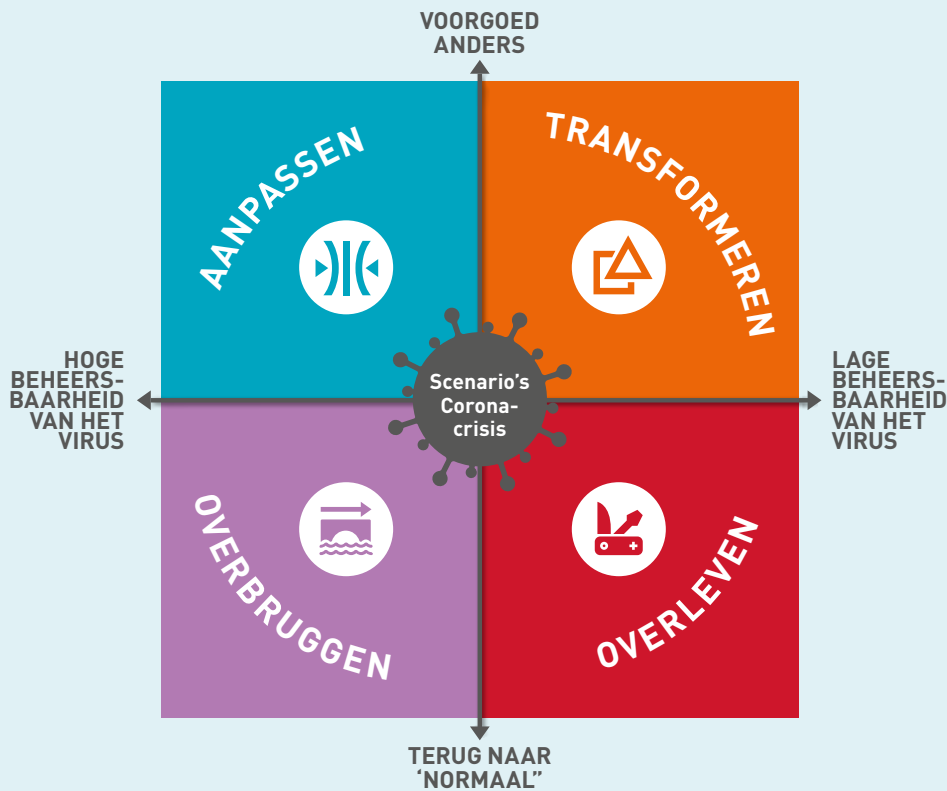 VOORGOED
ANDERS
AANPASSEN
TRANSFORMEREN
HOGE
BEHEERS-
BAARHEID
VAN HET
VIRUS
Scenario's
Corona-
crisis
LAGE
BEHEERS-
BAARHEID
VAN HET
VIRUS
OVERBRUGGEN
OVERLEVEN
TERUG NAAR
‘NORMAAL”